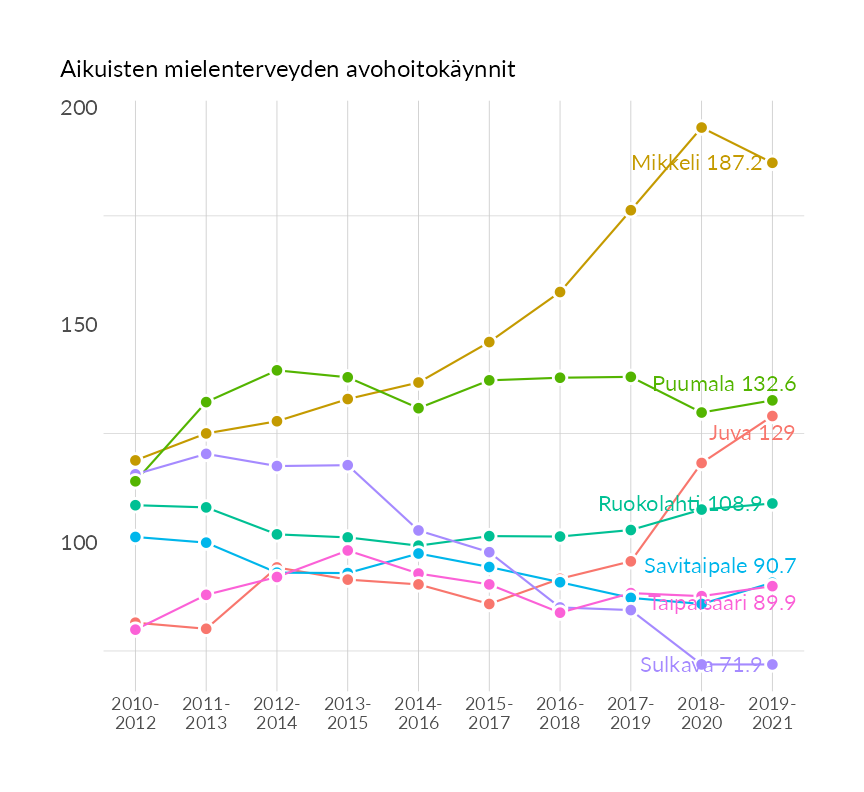 Aikuisten mielenterveyden avohoitokäynnit
200
Mikkeli 187.2
150
Puumala 132.6
Juva 129
Ruokolahti 108.9
100
Savitaipale 90.7
Taipalsaari 89.9
Sulkava 71.9
2010-
2012
2011-
2013
2012-
2014
2013-
2015
2014-
2016
2015-
2017
2016-
2018
2017-
2019
2018-
2020
2019-
2021